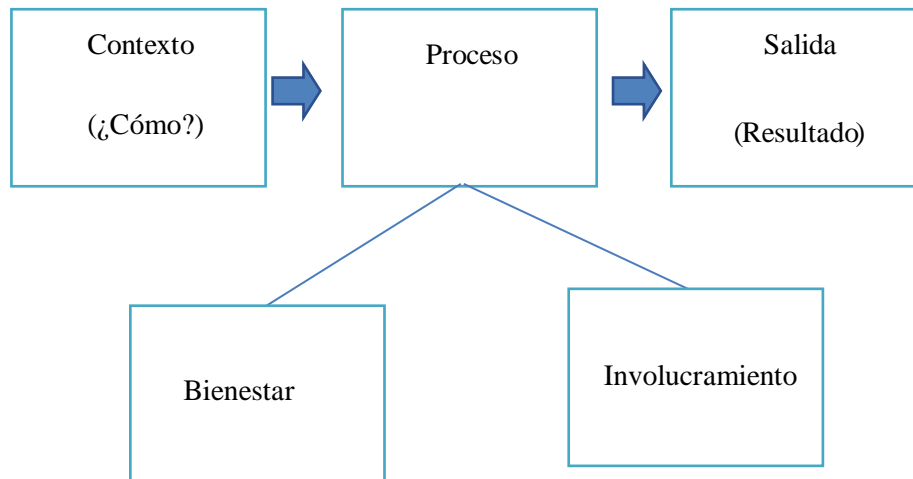 Contexto
(¿Cómo?)
Proceso
Salida
(Resultado)
Bienestar
Involucramiento